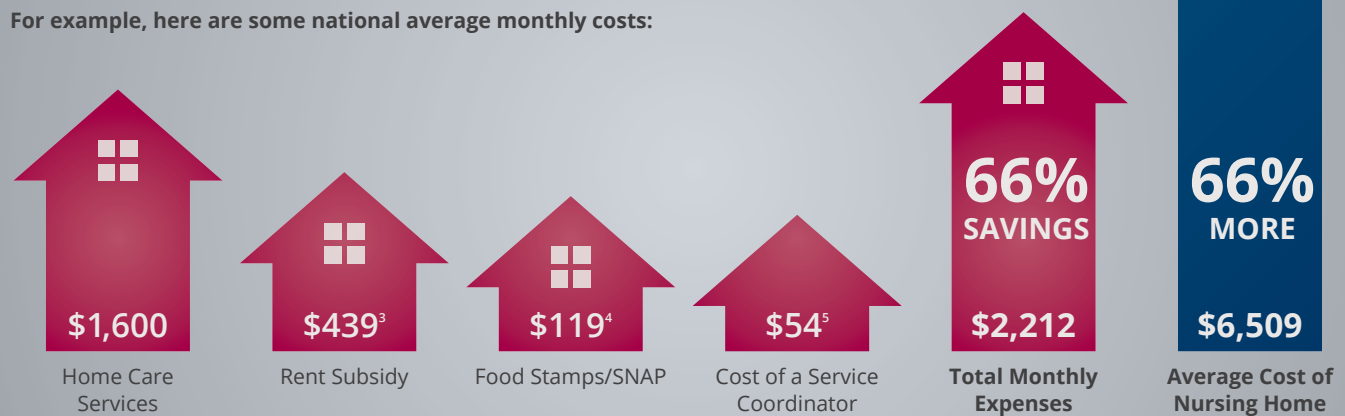 For example, here are some national average monthly costs:
66%
SAVINGS
66%
MORE
$1,600
$439³
$119⁴
$54⁵
$2,212
$6,509
Home Care
Services
Rent Subsidy
Food Stamps/SNAP
Cost of a Service
Coordinator
Total Monthly
Expenses
Average Cost of
Nursing Home